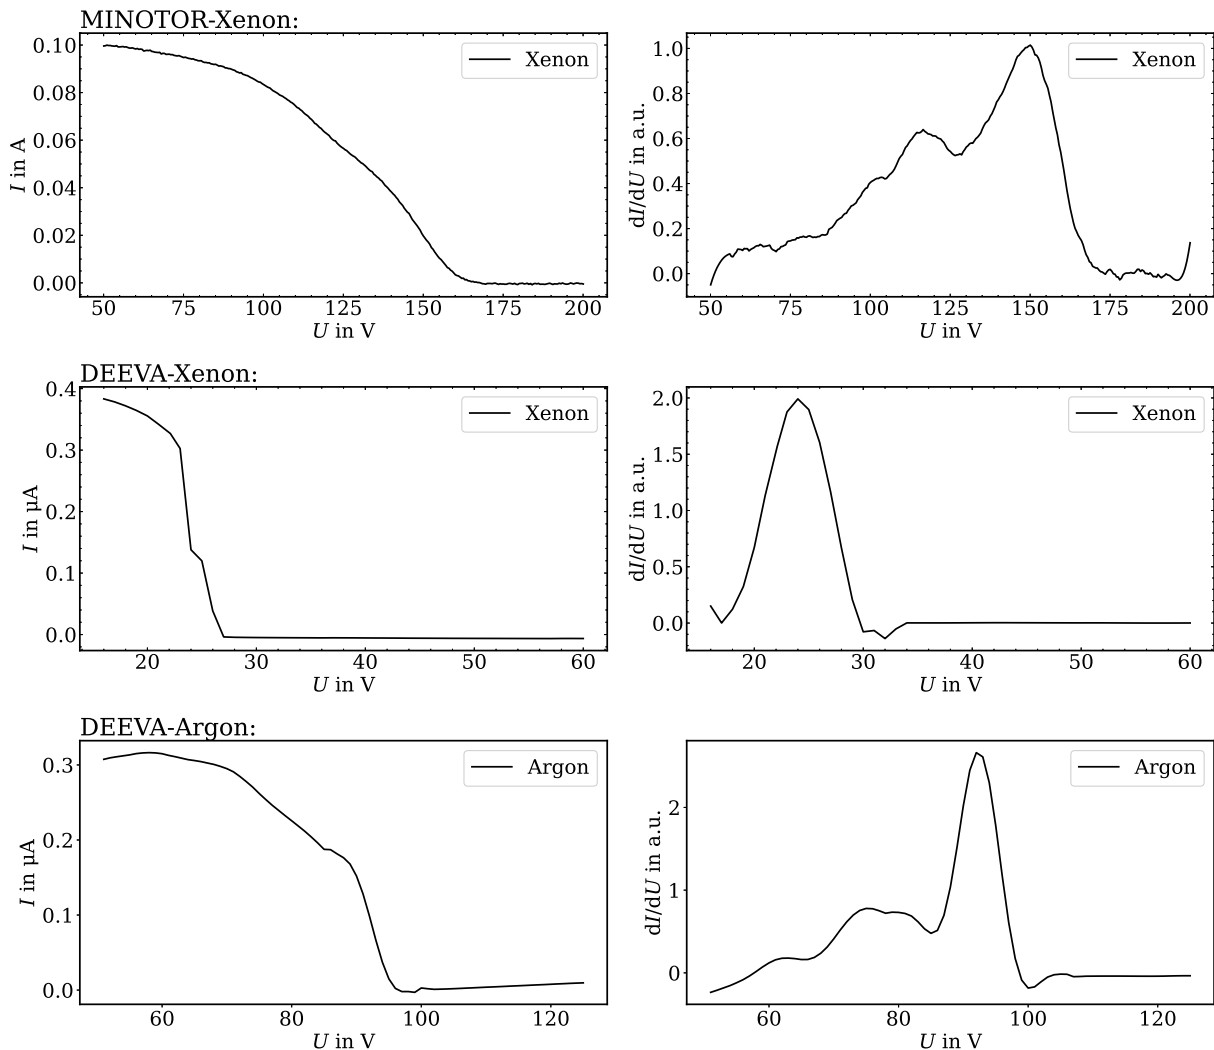 MINOTOR-Xenon:
I in A
0.10
0.08
0.06
0.04
0.02
0.00
Xenon
50 75 100 125 150 175 200
U in V
dI/dU in a.u.
1.0
0.8
0.6
0.4
0.2
0.0
Xenon
50 75 100 125 150 175 200
U in V
DEEVA-Xenon:
I in μA
0.4
0.3
0.2
0.1
0.0
Xenon
20 30 40 50 60
U in V
dI/dU in a.u.
2.0
1.5
1.0
0.5
0.0
Xenon
20 30 40 50 60
U in V
DEEVA-Argon:
I in μA
0.3
0.2
0.1
0.0
Argon
60 80 100 120
U in V
dI/dU in a.u.
2
1
0
Argon
60 80 100 120
U in V